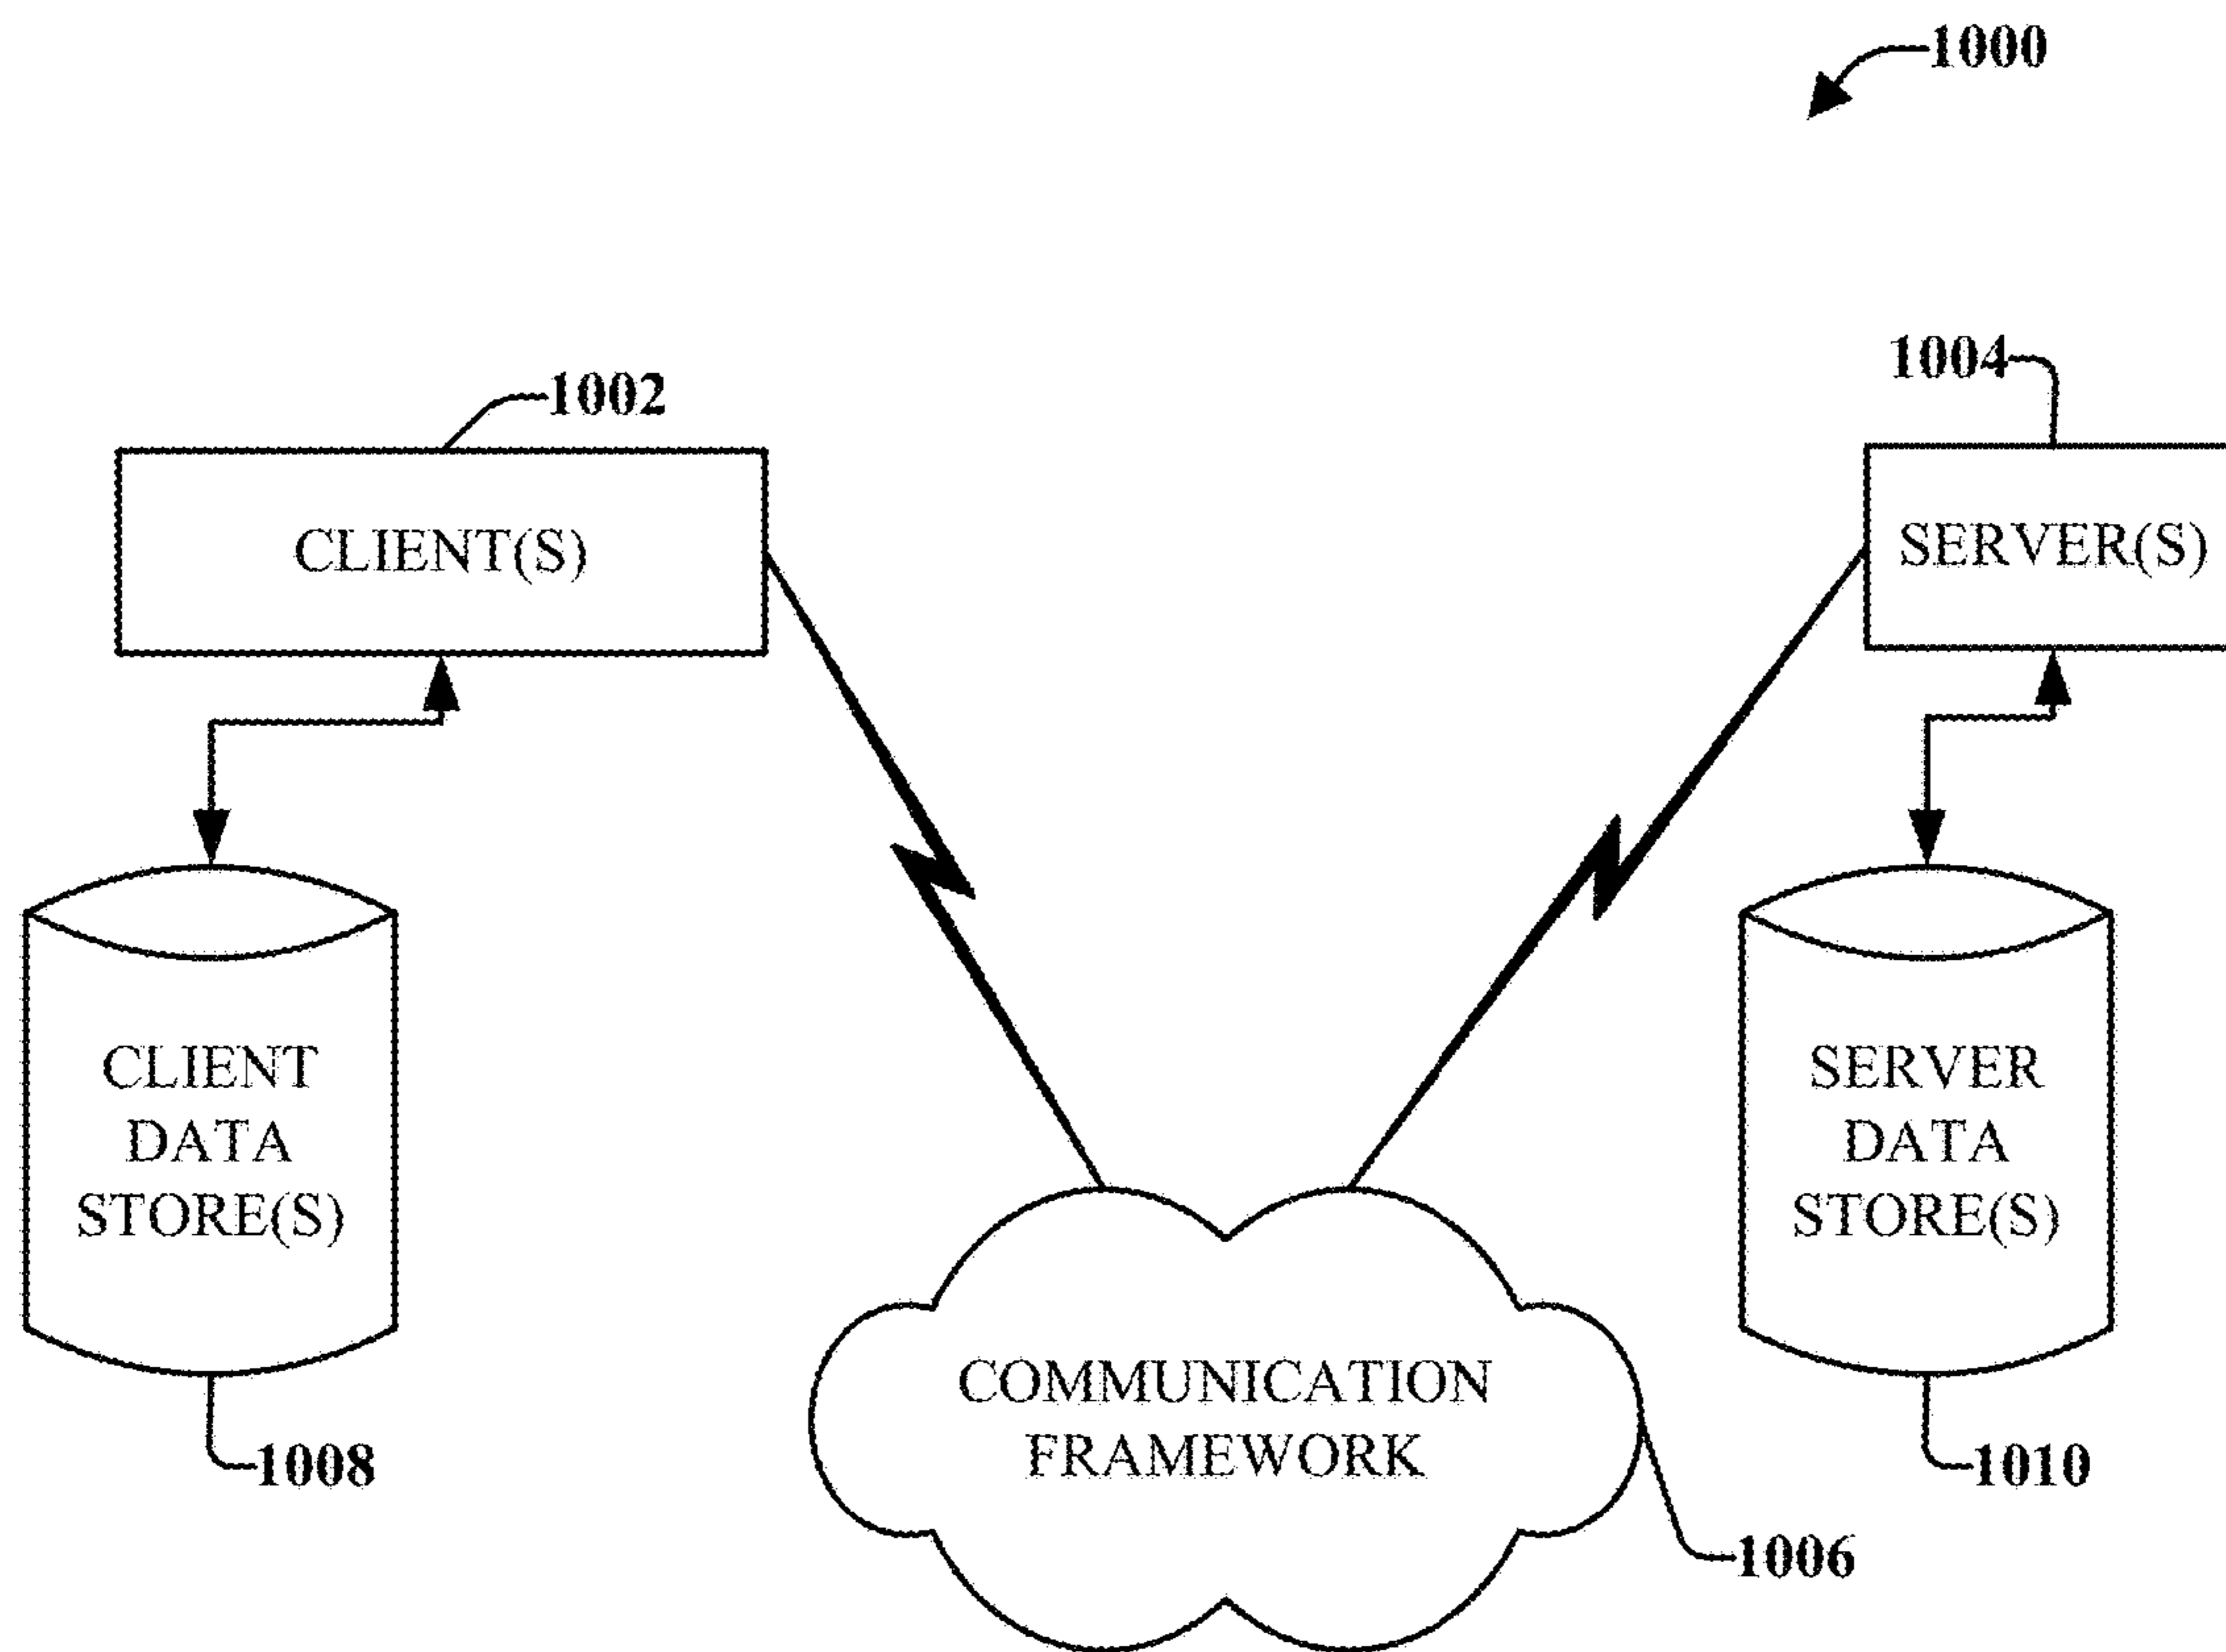 1000
1002
1004
CLIENT(S)
SERVER(S)
CLIENT
DATA
STORE(S)
SERVER
DATA
STORE(S)
COMMUNICATION
FRAMEWORK
1008
1010
1006